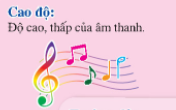 Cao độ:
Độ cao, thấp của âm thanh.